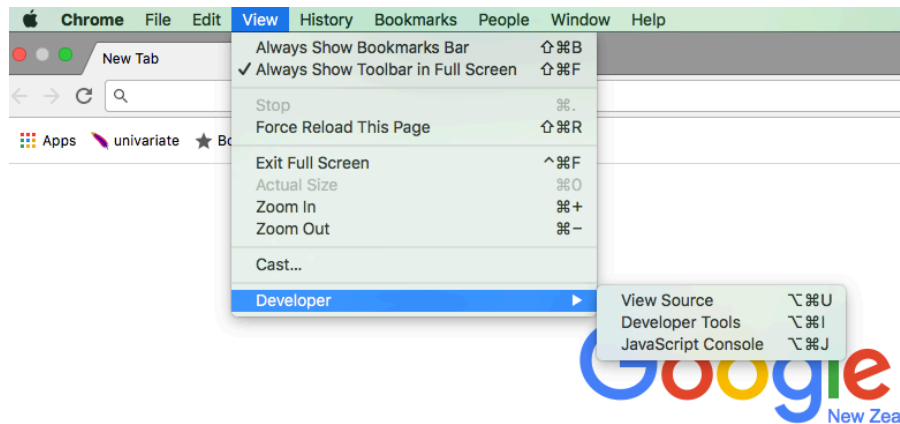 Chrome File Edit View History Bookmarks People Window Help
New Tab
Always Show Bookmarks Bar ⇧⌘B
✓ Always Show Toolbar in Full Screen ⇧⌘F
Stop ⌘.
Force Reload This Page ⇧⌘R
Apps univariate
Exit Full Screen ^⌘F
Actual Size ⌘0
Zoom In ⌘+
Zoom Out ⌘−
Cast...
Developer ▶
View Source ⌥⌘U
Developer Tools ⌥⌘I
JavaScript Console ⌥⌘J
Google
New Zea